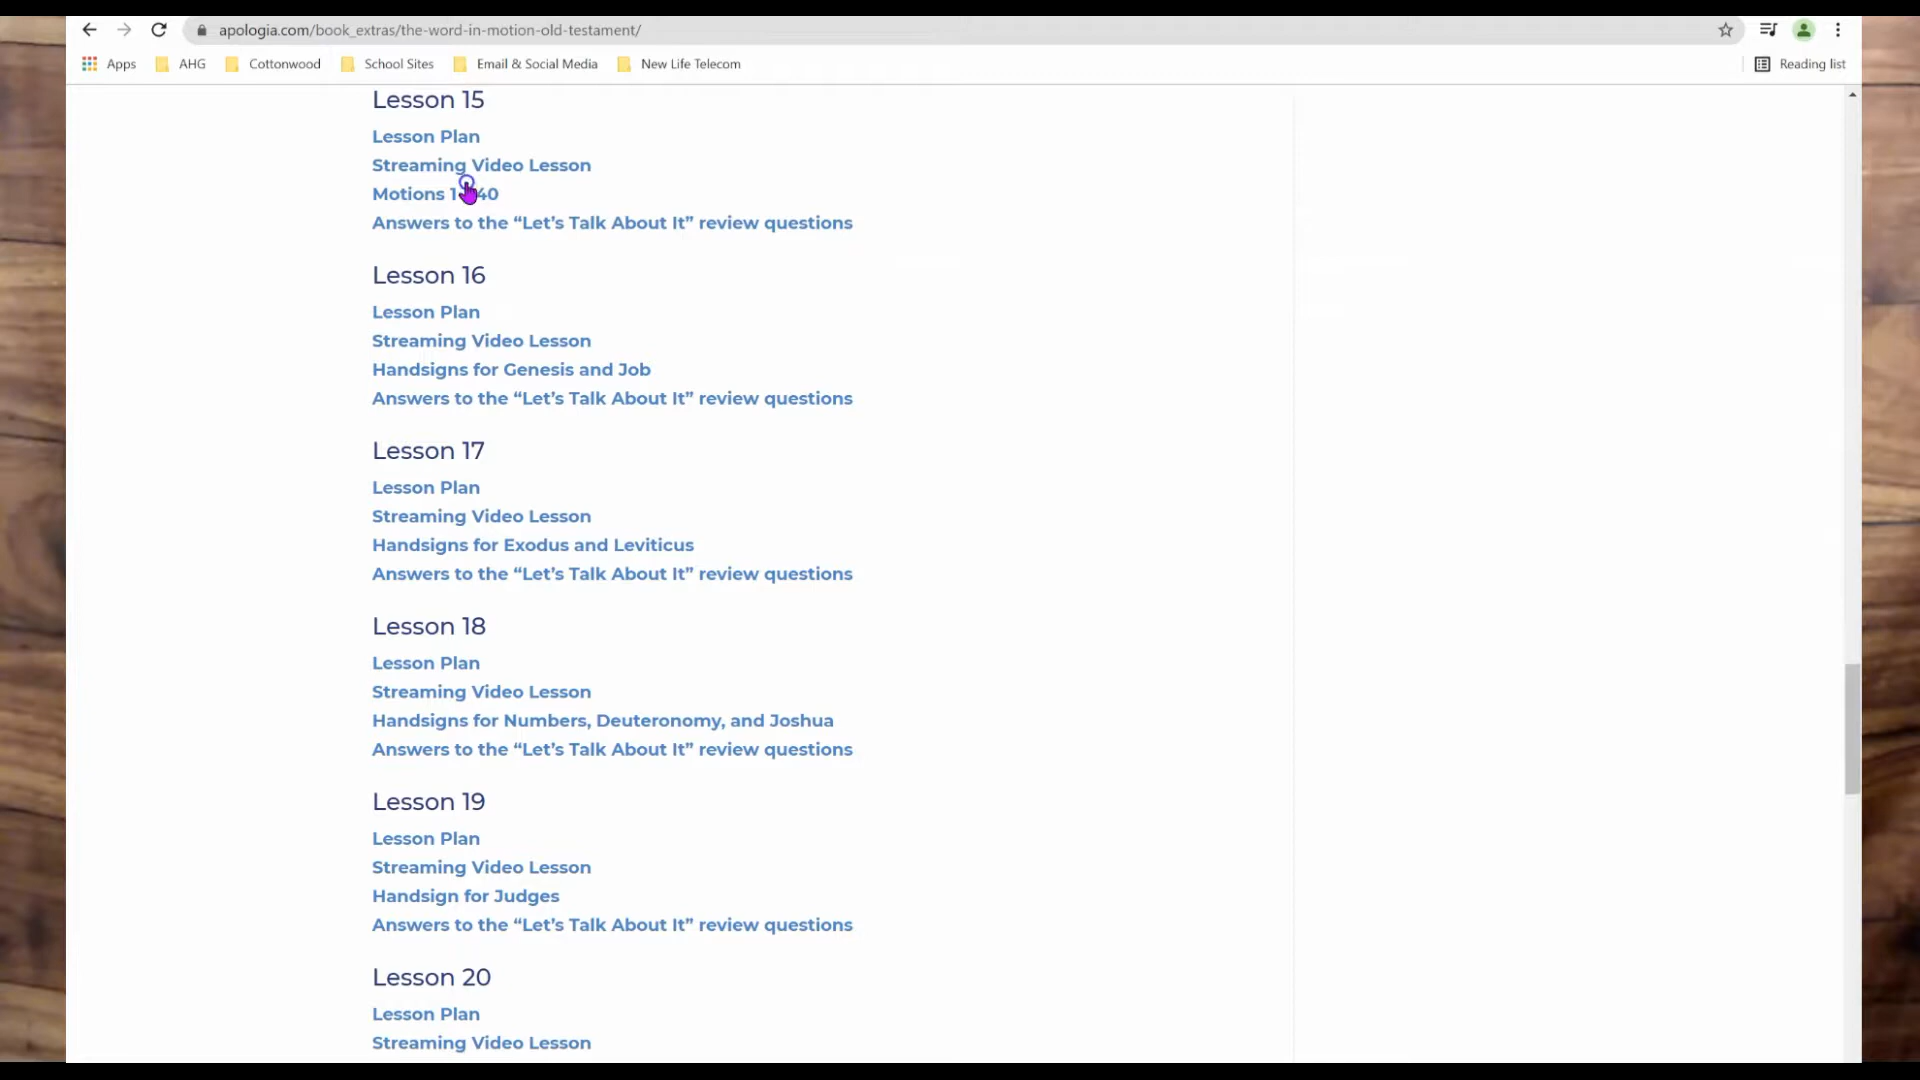 apologia.com/book_extras/the-word-in-motion-old-testament/
Apps AHG Cottonwood School Sites Email & Social Media New Life Telecom Reading list
Lesson 15
Lesson Plan
Streaming Video Lesson
Motions 40
Answers to the “Let’s Talk About It” review questions
Lesson 16
Lesson Plan
Streaming Video Lesson
Handsigns for Genesis and Job
Answers to the “Let’s Talk About It” review questions
Lesson 17
Lesson Plan
Streaming Video Lesson
Handsigns for Exodus and Leviticus
Answers to the “Let’s Talk About It” review questions
Lesson 18
Lesson Plan
Streaming Video Lesson
Handsigns for Numbers, Deuteronomy, and Joshua
Answers to the “Let’s Talk About It” review questions
Lesson 19
Lesson Plan
Streaming Video Lesson
Handsign for Judges
Answers to the “Let’s Talk About It” review questions
Lesson 20
Lesson Plan
Streaming Video Lesson